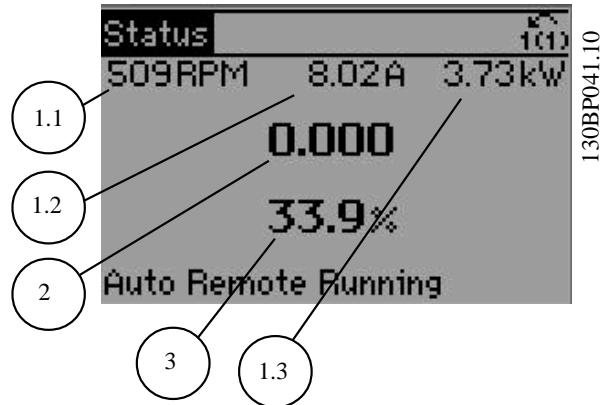 Status
1(1)
509RPM 8.02A 3.73kW
0.000
33.9%
Auto Remote Running
1.1
1.2
2
3
1.3
130BP041.10